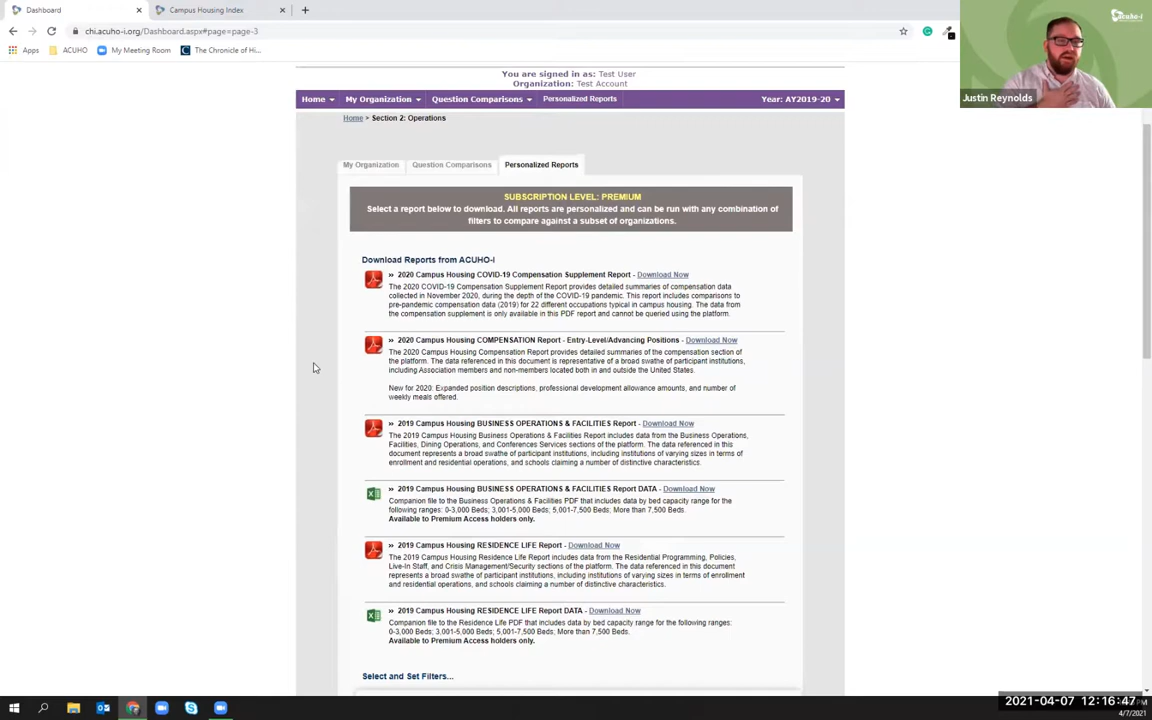 Dashboard
Campus Housing Index
chi.acuho-i.org/Dashboard.aspx#page=page-3
Apps ACUHO My Meeting Room The Chronicle of Hi...
acuho-i
Justin Reynolds
You are signed in as: Test User
Organization: Test Account
Home My Organization Question Comparisons Personalized Reports Year: AY2019-20
Home > Section 2: Operations
My Organization Question Comparisons Personalized Reports
SUBSCRIPTION LEVEL: PREMIUM
Select a report below to download. All reports are personalized and can be run with any combination of
filters to compare against a subset of organizations.
Download Reports from ACUHO-I
» 2020 Campus Housing COVID-19 Compensation Supplement Report - Download Now
The 2020 COVID-19 Compensation Supplement Report provides detailed summaries of compensation data
collected in November 2020, during the depth of the COVID-19 pandemic. This report includes comparisons to
pre-pandemic compensation data (2019) for 22 different occupations typical in campus housing. The data from
the compensation supplement is only available in this PDF report and cannot be queried using the platform.
» 2020 Campus Housing COMPENSATION Report - Entry-Level/Advancing Positions - Download Now
The 2020 Campus Housing Compensation Report provides detailed summaries of the compensation section of
the platform. The data referenced in this document is representative of a broad swathe of participant institutions,
including Association members and non-members located both in and outside the United States.
New for 2020: Expanded position descriptions, professional development allowance amounts, and number of
weekly meals offered.
» 2019 Campus Housing BUSINESS OPERATIONS & FACILITIES Report - Download Now
The 2019 Campus Housing Business Operations & Facilities Report includes data from the Business Operations,
Facilities, Dining Operations, and Conferences Services sections of the platform. The data referenced in this
document represents a broad swathe of participant institutions, including institutions of varying sizes in terms of
enrollment and residential operations, and schools claiming a number of distinctive characteristics.
» 2019 Campus Housing BUSINESS OPERATIONS & FACILITIES Report DATA - Download Now
Companion file to the Business Operations & Facilities PDF that includes data by bed capacity range for the
following ranges: 0-3,000 Beds; 3,001-5,000 Beds; 5,001-7,500 Beds; More than 7,500 Beds.
Available to Premium Access holders only.
» 2019 Campus Housing RESIDENCE LIFE Report - Download Now
The 2019 Campus Housing Residence Life Report includes data from the Residential Programming, Policies,
Live-In Staff, and Crisis Management/Security sections of the platform. The data referenced in this document
represents a broad swathe of participant institutions, including institutions of varying sizes in terms of enrollment
and residential operations, and schools claiming a number of distinctive characteristics.
» 2019 Campus Housing RESIDENCE LIFE Report DATA - Download Now
Companion file to the Residence Life PDF that includes data by bed capacity range for the following ranges:
0-3,000 Beds; 3,001-5,000 Beds; 5,001-7,500 Beds; More than 7,500 Beds.
Available to Premium Access holders only.
Select and Set Filters...
2021-04-07 12:16:47
4/7/2021